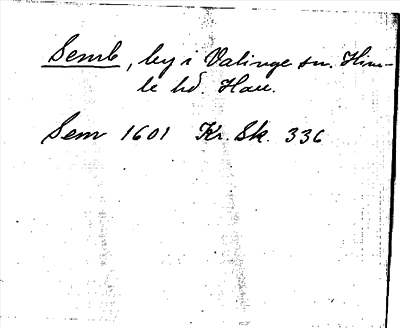 Semb, by i Valinge sn. Him-
le hd. Hall.
Sem 1601 Kr. Sk. 336